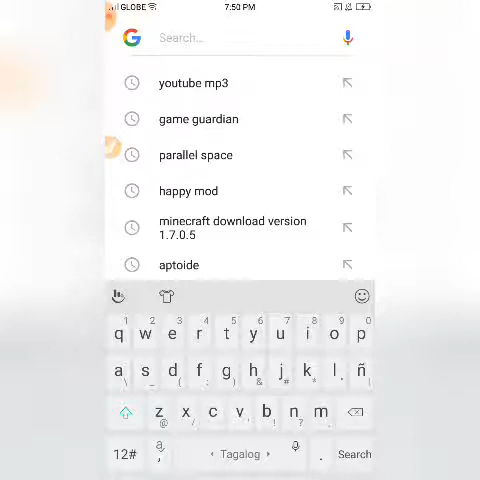 GLOBE 7:50 PM
Search...
youtube mp3
game guardian
parallel space
happy mod
minecraft download version
1.7.0.5
aptoide
1 2 3 4 5 6 7 8 9 0
q w e r t y u i o p
a s d f g h j k l ñ
\ _ ( : ) & # * . !
z x c v b n m
@ / ' " ! ? ;
12# a , Tagalog . Search